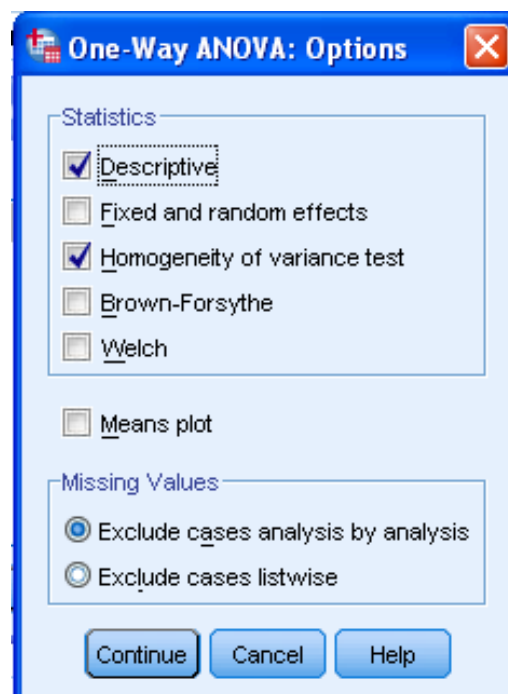 One-Way ANOVA: Options
Statistics
Descriptive
Fixed and random effects
Homogeneity of variance test
Brown-Forsythe
Welch
Means plot
Missing Values
Exclude cases analysis by analysis
Exclude cases listwise
Continue Cancel Help